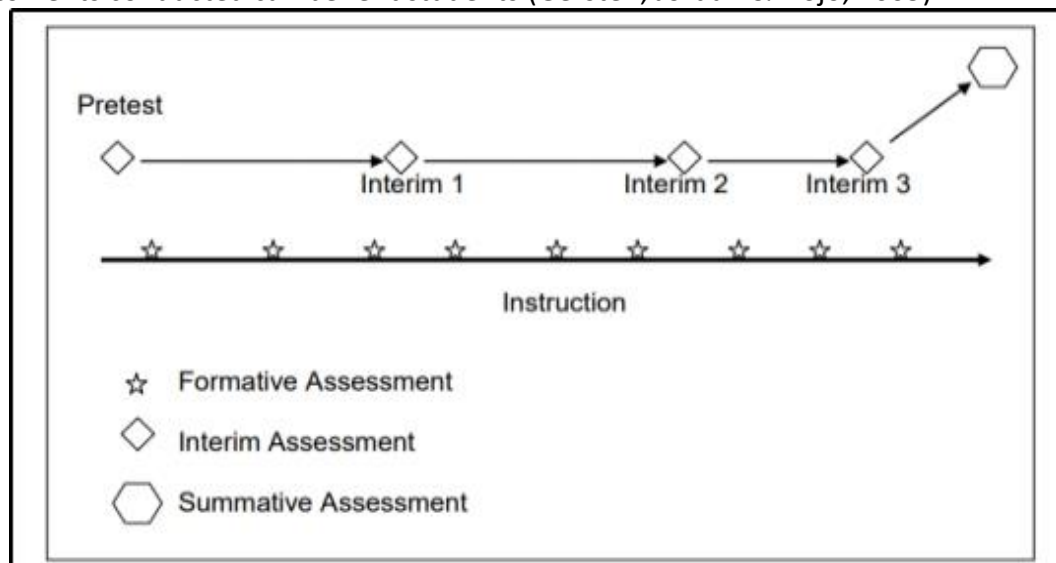 Pretest
Interim 1 Interim 2 Interim 3
Instruction
Formative Assessment
Interim Assessment
Summative Assessment